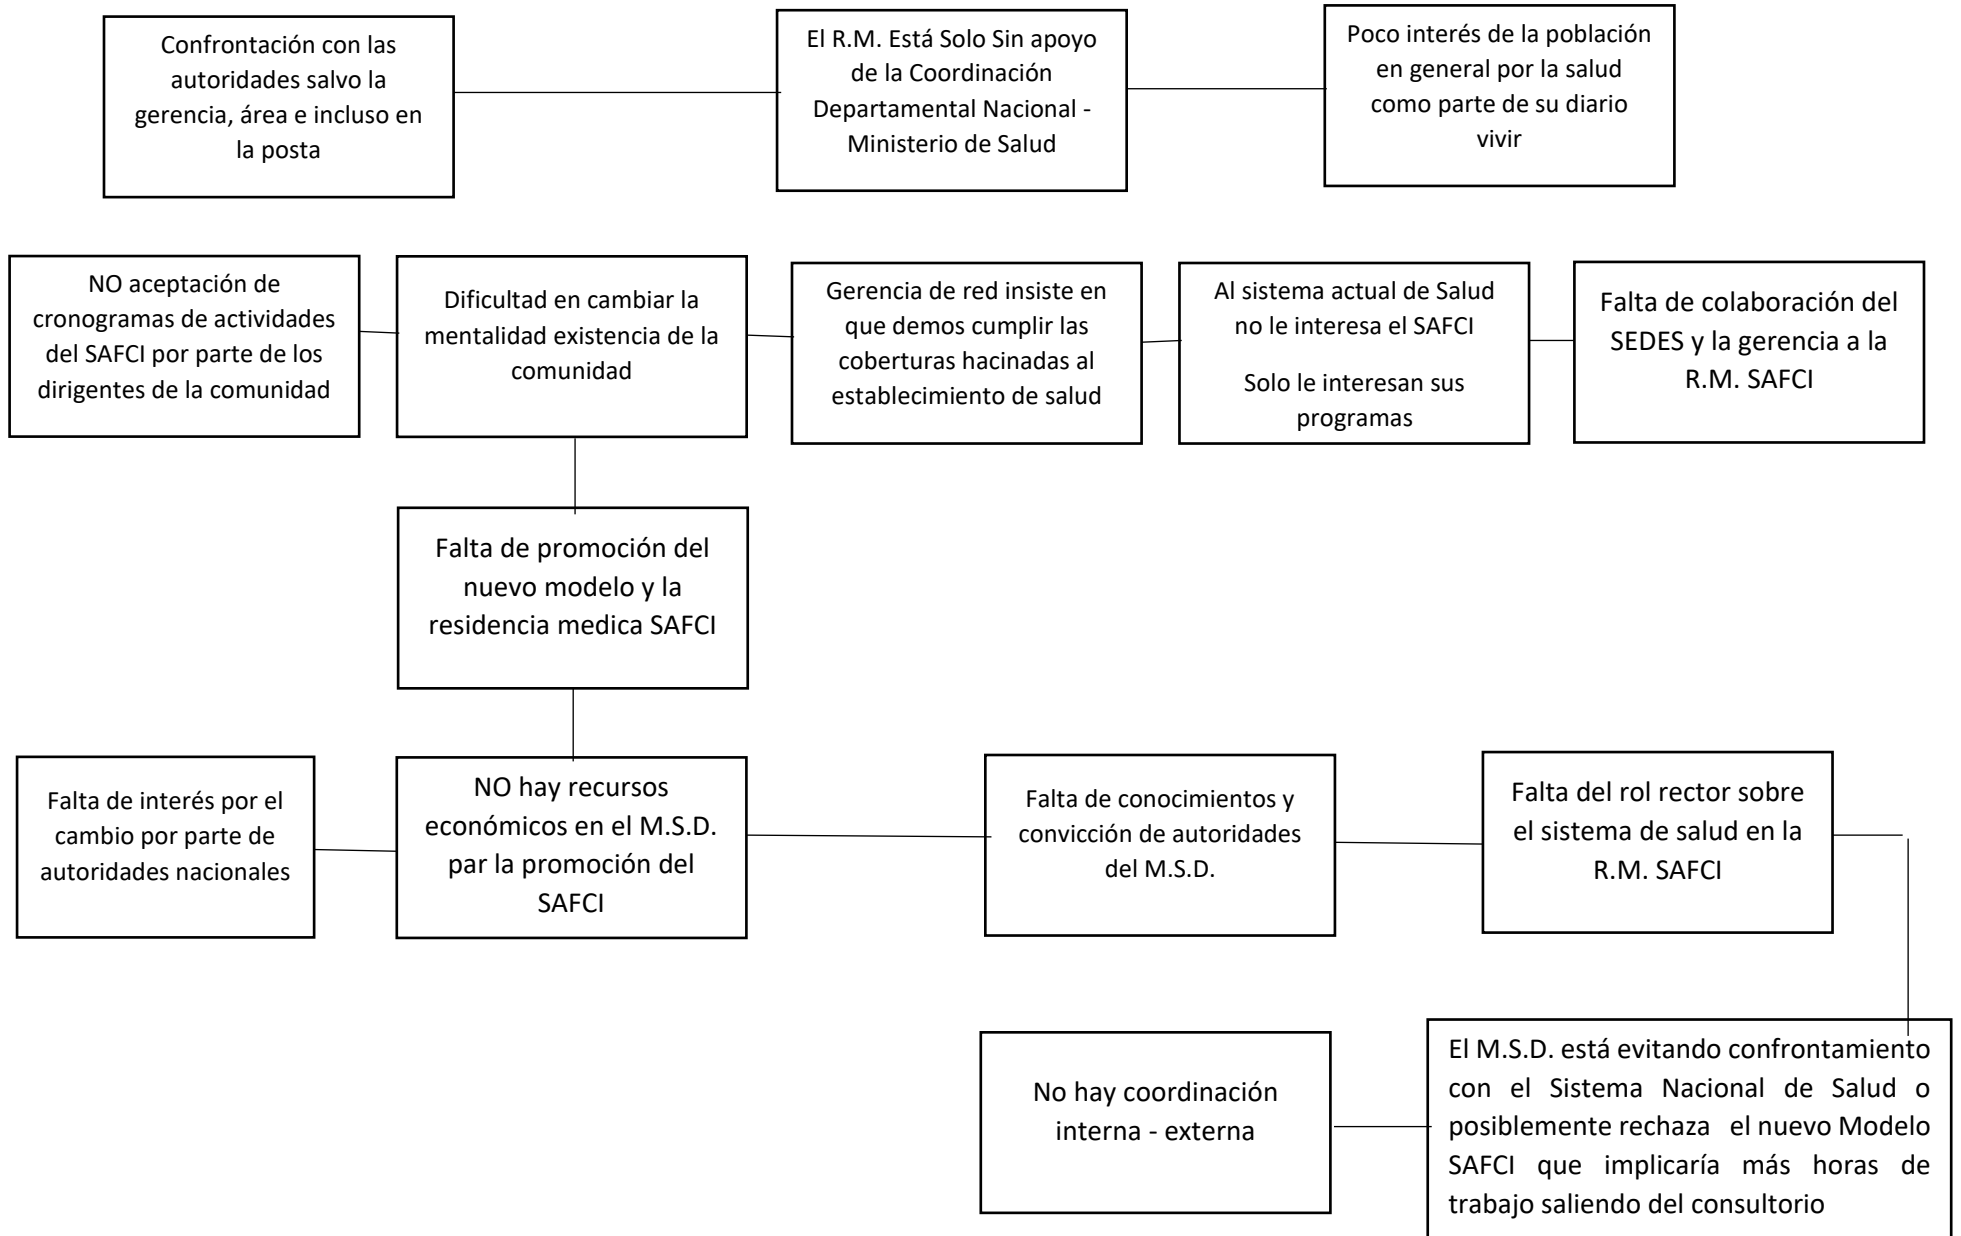 Confrontación con las
autoridades salvo la
gerencia, área e incluso en
la posta
El R.M. Está Solo Sin apoyo
de la Coordinación
Departamental Nacional -
Ministerio de Salud
Poco interés de la población
en general por la salud
como parte de su diario
vivir
NO aceptación de
cronogramas de actividades
del SAFCI por parte de los
dirigentes de la comunidad
Dificultad en cambiar la
mentalidad existencia de la
comunidad
Gerencia de red insiste en
que demos cumplir las
coberturas hacinadas al
establecimiento de salud
Al sistema actual de Salud
no le interesa el SAFCI
Solo le interesan sus
programas
Falta de colaboración del
SEDES y la gerencia a la
R.M. SAFCI
Falta de promoción del
nuevo modelo y la
residencia medica SAFCI
Falta de interés por el
cambio por parte de
autoridades nacionales
NO hay recursos
económicos en el M.S.D.
par la promoción del
SAFCI
Falta de conocimientos y
convicción de autoridades
del M.S.D.
Falta del rol rector sobre
el sistema de salud en la
R.M. SAFCI
No hay coordinación
interna - externa
El M.S.D. está evitando confrontamiento
con el Sistema Nacional de Salud o
posiblemente rechaza el nuevo Modelo
SAFCI que implicaría más horas de
trabajo saliendo del consultorio